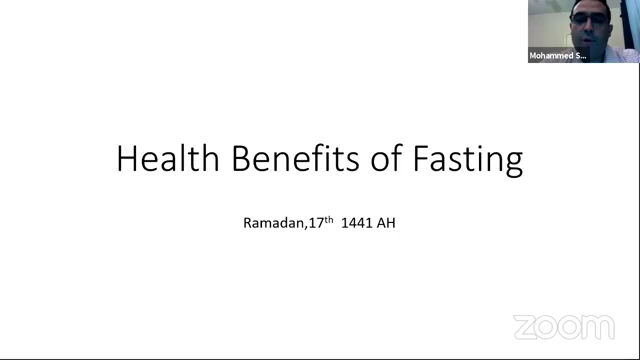 Mohammed S...
Health Benefits of Fasting
Ramadan,17th 1441 AH
zoom